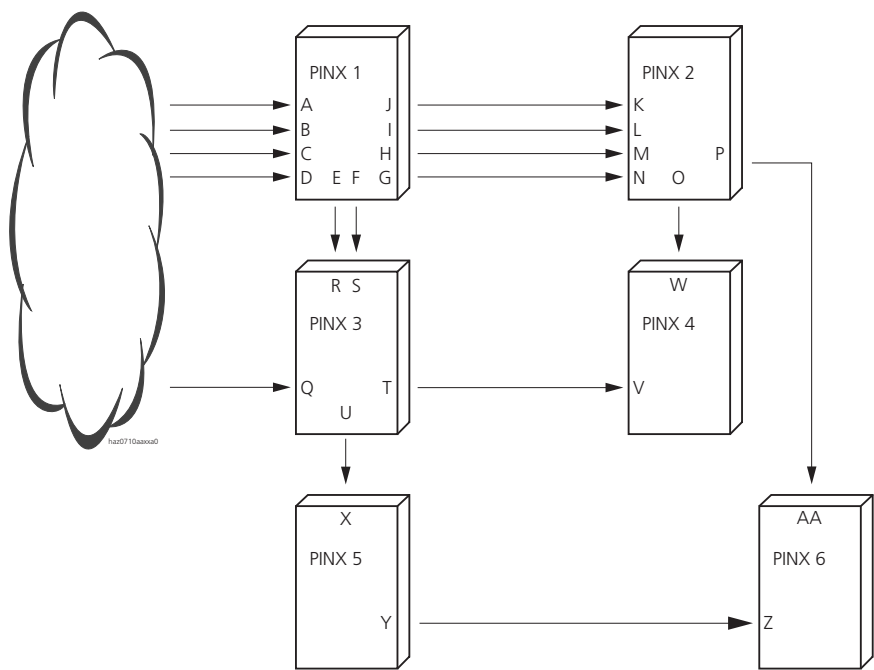 PINX 1
A J
B I
C H
D E F G
PINX 2
K
L
M P
N O
R S
PINX 3
Q T
U
W
PINX 4
V
haz0710aaxxa0
X
PINX 5
Y
AA
PINX 6
Z